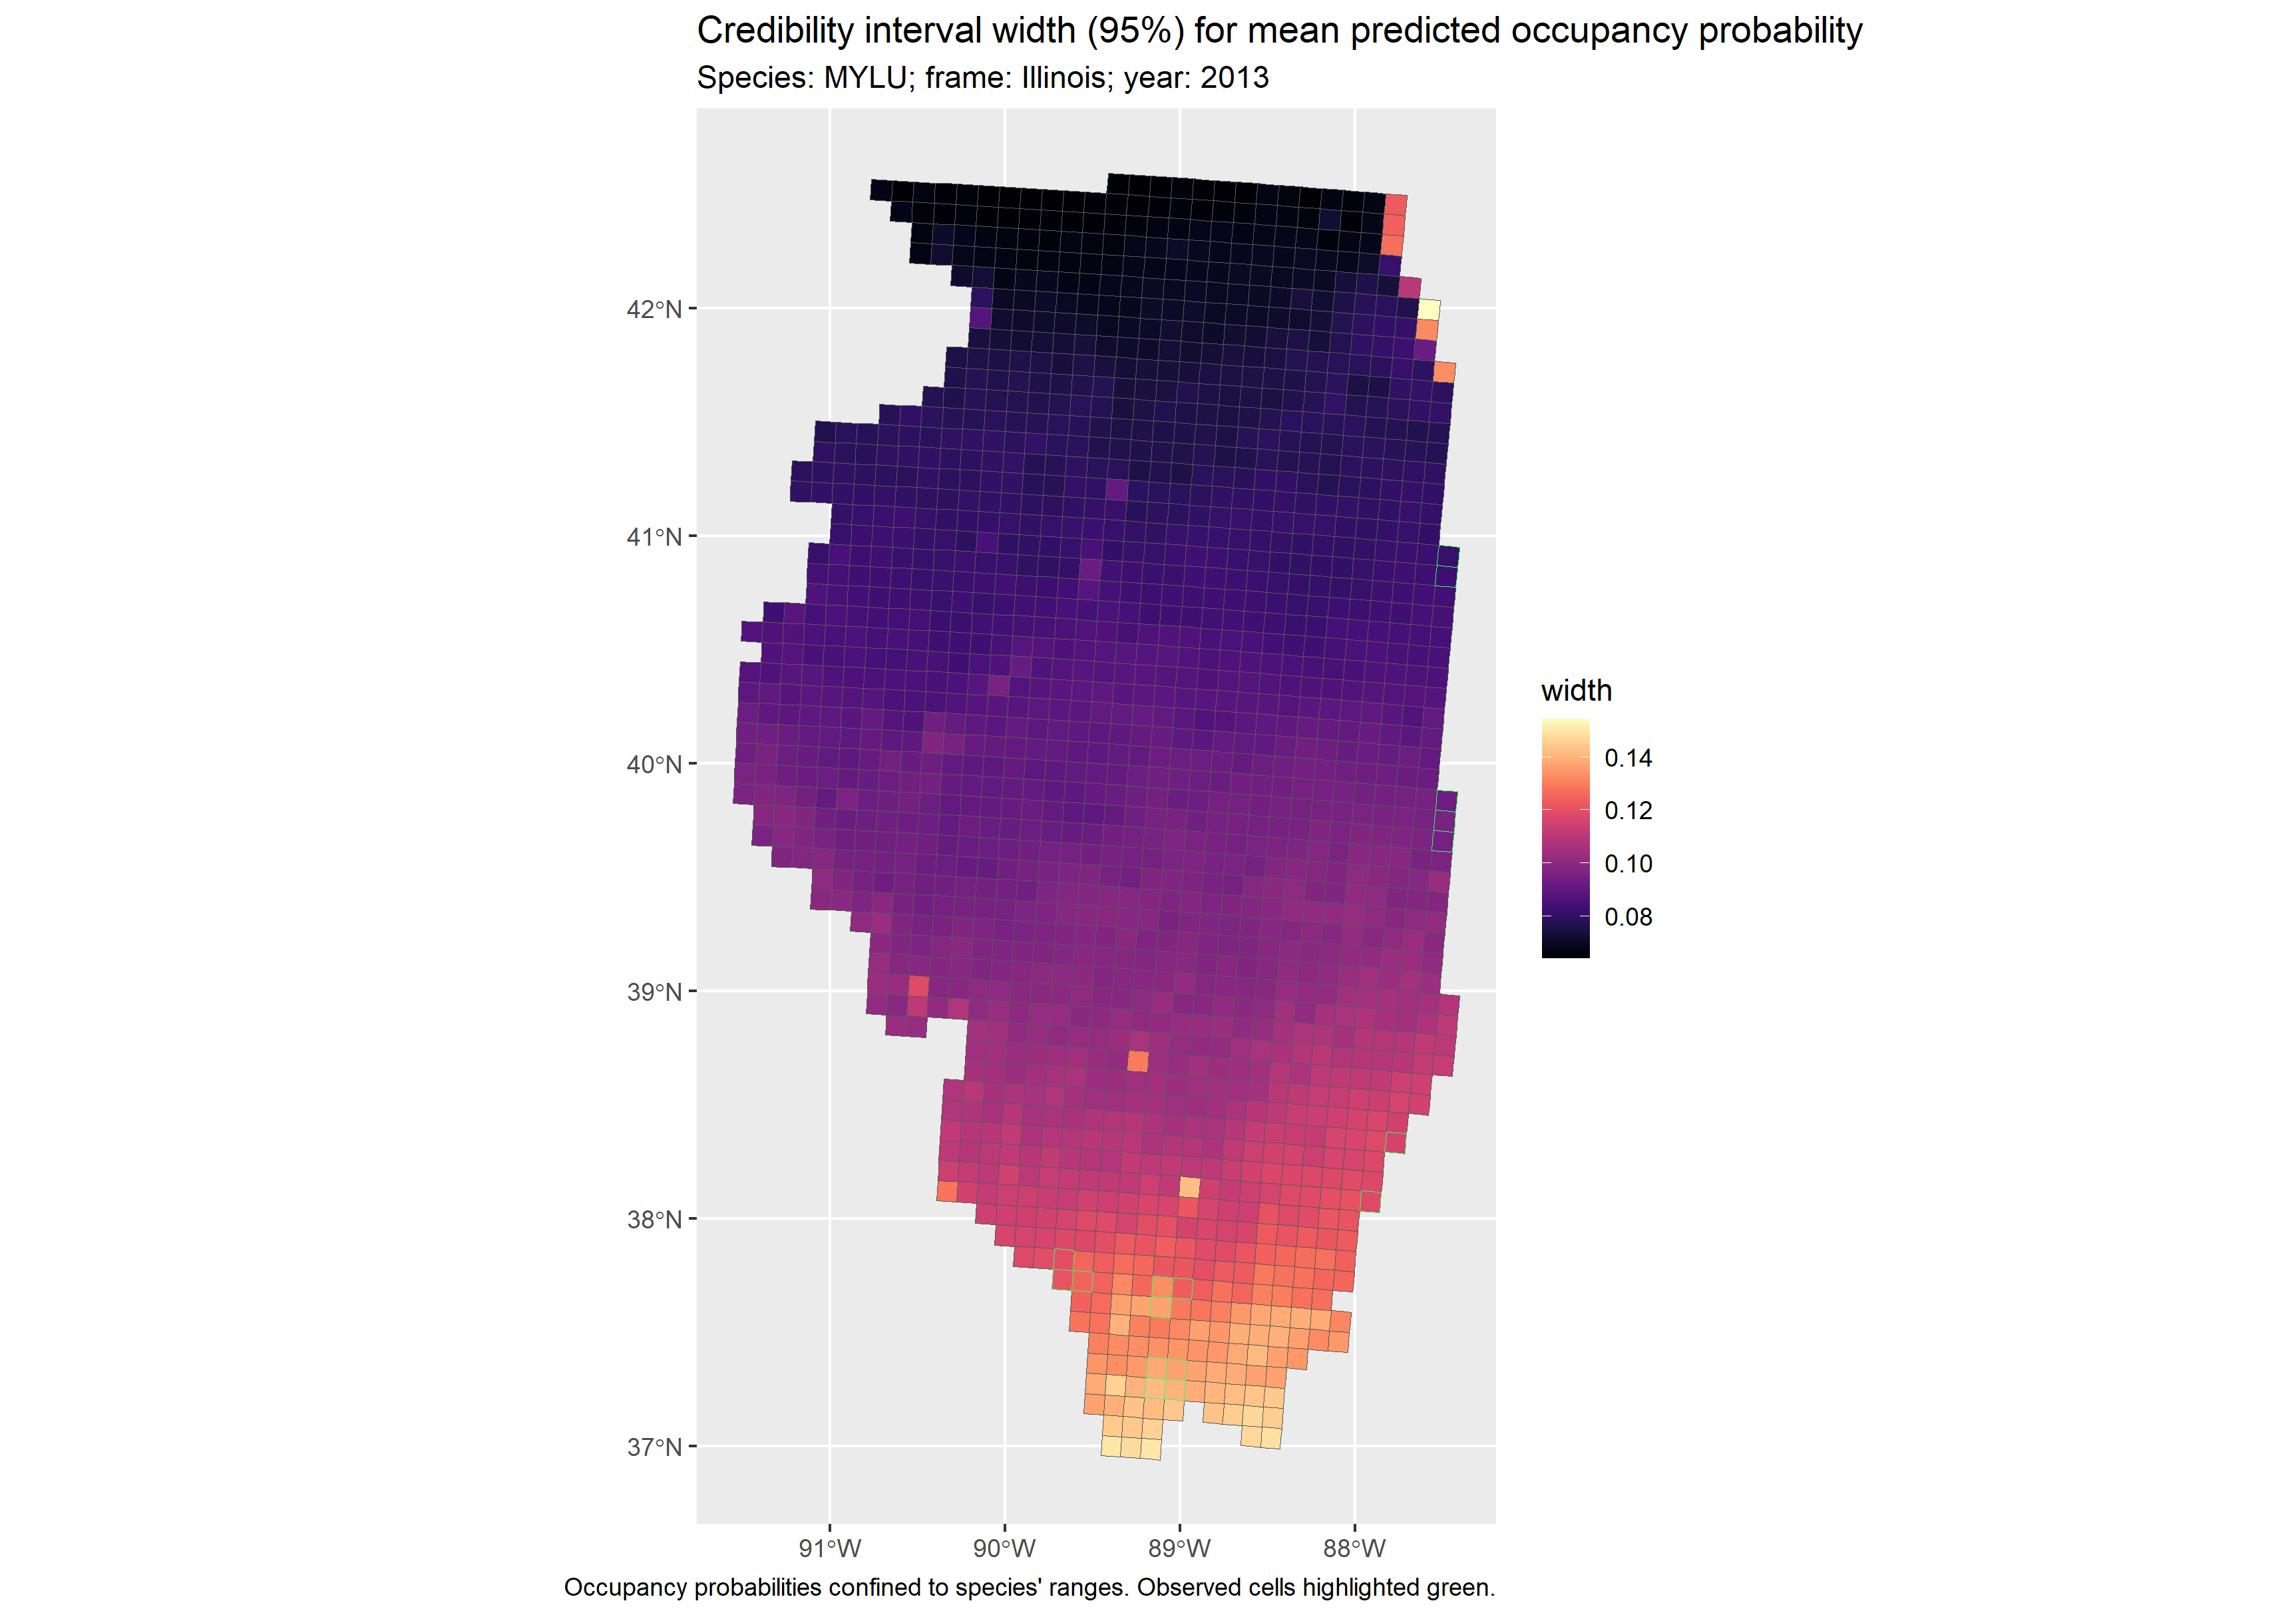 Credibility interval width (95%) for mean predicted occupancy probability
Species: MYLU; frame: Illinois; year: 2013
42°N
41°N
40°N
39°N
38°N
37°N
91°W
90°W
89°W
88°W
width
0.14
0.12
0.10
0.08
Occupancy probabilities confined to species' ranges. Observed cells highlighted green.